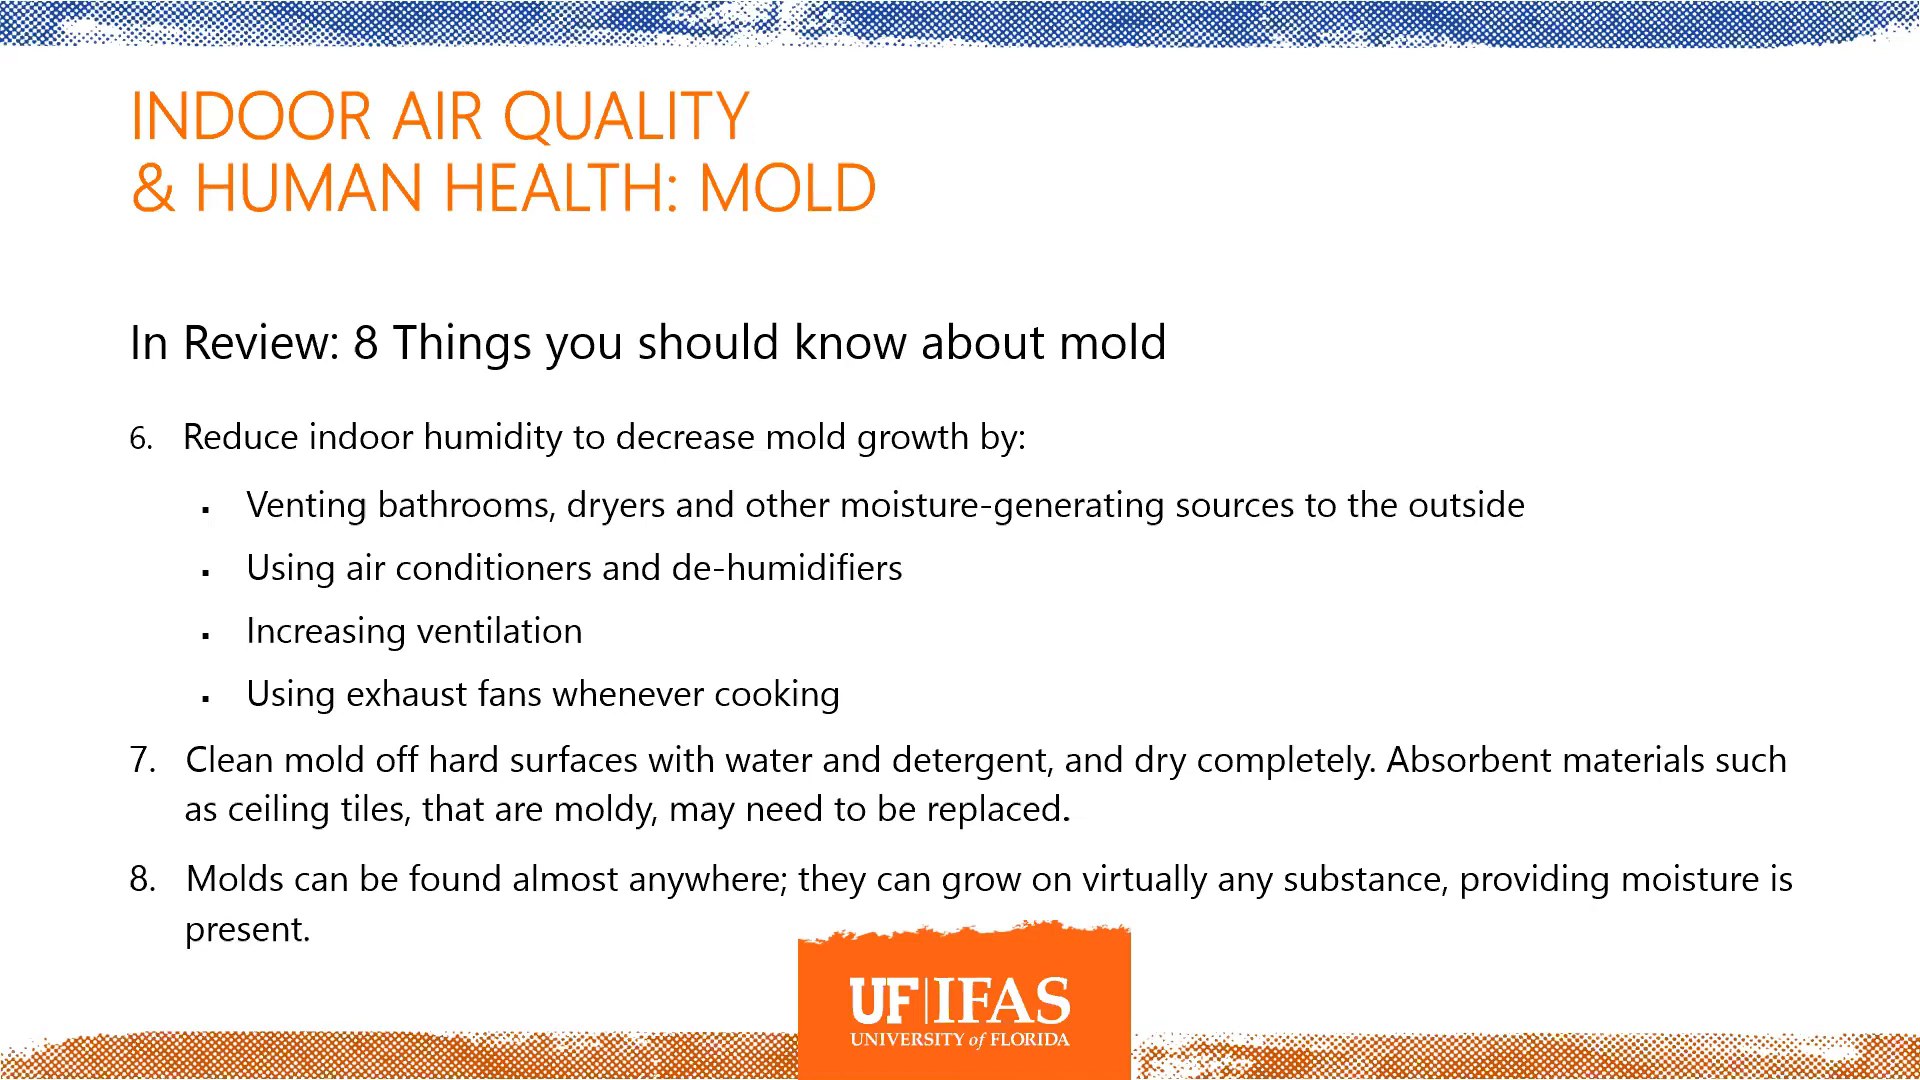 INDOOR AIR QUALITY
& HUMAN HEALTH: MOLD
In Review: 8 Things you should know about mold
6. Reduce indoor humidity to decrease mold growth by:
▪ Venting bathrooms, dryers and other moisture-generating sources to the outside
▪ Using air conditioners and de-humidifiers
▪ Increasing ventilation
▪ Using exhaust fans whenever cooking
7. Clean mold off hard surfaces with water and detergent, and dry completely. Absorbent materials such
as ceiling tiles, that are moldy, may need to be replaced.
8. Molds can be found almost anywhere; they can grow on virtually any substance, providing moisture is
present.
UF|IFAS
UNIVERSITY of FLORIDA